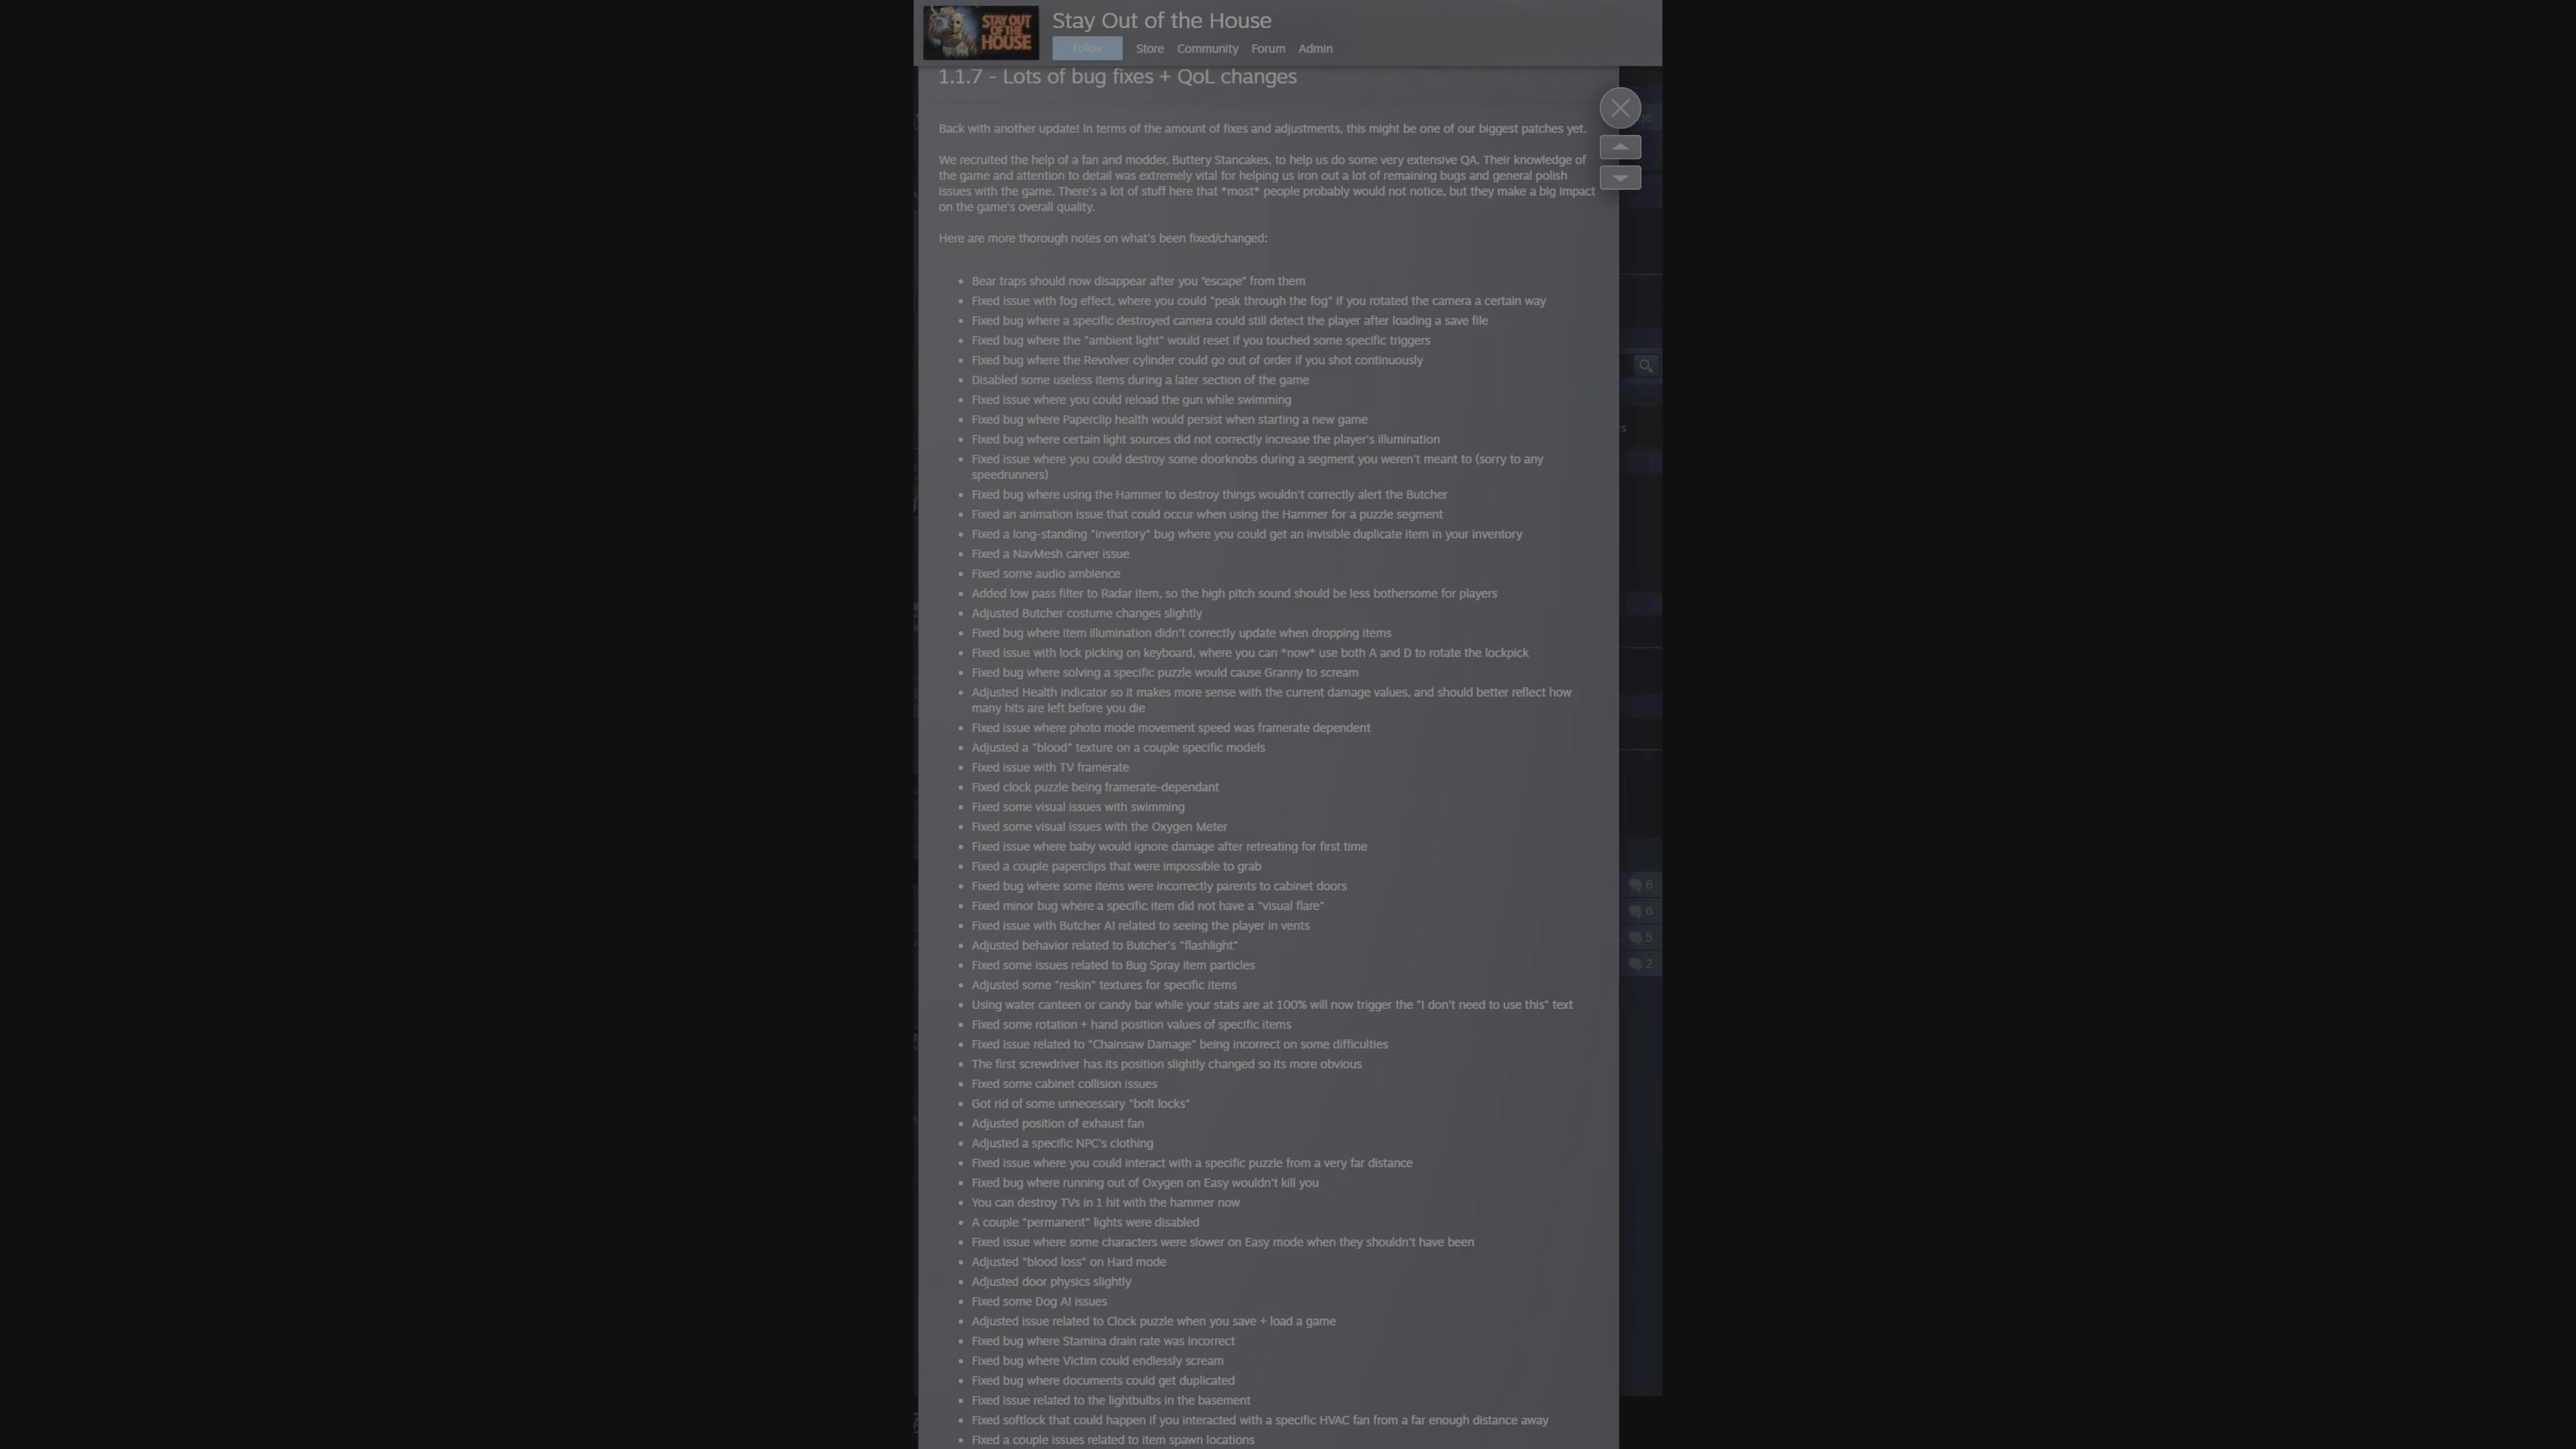 STAY OUT
OF THE
HOUSE
Stay Out of the House
Follow
Store
Community
Forum
Admin
1.1.7 - Lots of bug fixes + QoL changes
Back with another update! In terms of the amount of fixes and adjustments, this might be one of our biggest patches yet.
We recruited the help of a fan and modder, Buttery Stancakes, to help us do some very extensive QA. Their knowledge of
the game and attention to detail was extremely vital for helping us iron out a lot of remaining bugs and general polish
issues with the game. There's a lot of stuff here that *most* people probably would not notice, but they make a big impact
on the game's overall quality.
Here are more thorough notes on what's been fixed/changed:
• Bear traps should now disappear after you "escape" from them
• Fixed issue with fog effect, where you could "peak through the fog" if you rotated the camera a certain way
• Fixed bug where a specific destroyed camera could still detect the player after loading a save file
• Fixed bug where the "ambient light" would reset if you touched some specific triggers
• Fixed bug where the Revolver cylinder could go out of order if you shot continuously
• Disabled some useless items during a later section of the game
• Fixed issue where you could reload the gun while swimming
• Fixed bug where Paperclip health would persist when starting a new game
• Fixed bug where certain light sources did not correctly increase the player's illumination
• Fixed issue where you could destroy some doorknobs during a segment you weren't meant to (sorry to any
speedrunners)
• Fixed bug where using the Hammer to destroy things wouldn't correctly alert the Butcher
• Fixed an animation issue that could occur when using the Hammer for a puzzle segment
• Fixed a long-standing "inventory" bug where you could get an invisible duplicate item in your inventory
• Fixed a NavMesh carver issue
• Fixed some audio ambience
• Added low pass filter to Radar item, so the high pitch sound should be less bothersome for players
• Adjusted Butcher costume changes slightly
• Fixed bug where item illumination didn't correctly update when dropping items
• Fixed issue with lock picking on keyboard, where you can *now* use both A and D to rotate the lockpick
• Fixed bug where solving a specific puzzle would cause Granny to scream
• Adjusted Health indicator so it makes more sense with the current damage values, and should better reflect how
many hits are left before you die
• Fixed issue where photo mode movement speed was framerate dependent
• Adjusted a "blood" texture on a couple specific models
• Fixed issue with TV framerate
• Fixed clock puzzle being framerate-dependant
• Fixed some visual issues with swimming
• Fixed some visual issues with the Oxygen Meter
• Fixed issue where baby would ignore damage after retreating for first time
• Fixed a couple paperclips that were impossible to grab
• Fixed bug where some items were incorrectly parents to cabinet doors
• Fixed minor bug where a specific item did not have a "visual flare"
• Fixed issue with Butcher AI related to seeing the player in vents
• Adjusted behavior related to Butcher's "flashlight"
• Fixed some issues related to Bug Spray item particles
• Adjusted some "reskin" textures for specific items
• Using water canteen or candy bar while your stats are at 100% will now trigger the "I don't need to use this" text
• Fixed some rotation + hand position values of specific items
• Fixed issue related to "Chainsaw Damage" being incorrect on some difficulties
• The first screwdriver has its position slightly changed so its more obvious
• Fixed some cabinet collision issues
• Got rid of some unnecessary "bolt locks"
• Adjusted position of exhaust fan
• Adjusted a specific NPC's clothing
• Fixed issue where you could interact with a specific puzzle from a very far distance
• Fixed bug where running out of Oxygen on Easy wouldn't kill you
• You can destroy TVs in 1 hit with the hammer now
• A couple "permanent" lights were disabled
• Fixed issue where some characters were slower on Easy mode when they shouldn't have been
• Adjusted "blood loss" on Hard mode
• Adjusted door physics slightly
• Fixed some Dog AI issues
• Adjusted issue related to Clock puzzle when you save + load a game
• Fixed bug where Stamina drain rate was incorrect
• Fixed bug where Victim could endlessly scream
• Fixed bug where documents could get duplicated
• Fixed issue related to the lightbulbs in the basement
• Fixed softlock that could happen if you interacted with a specific HVAC fan from a far enough distance away
• Fixed a couple issues related to item spawn locations
6
6
5
2